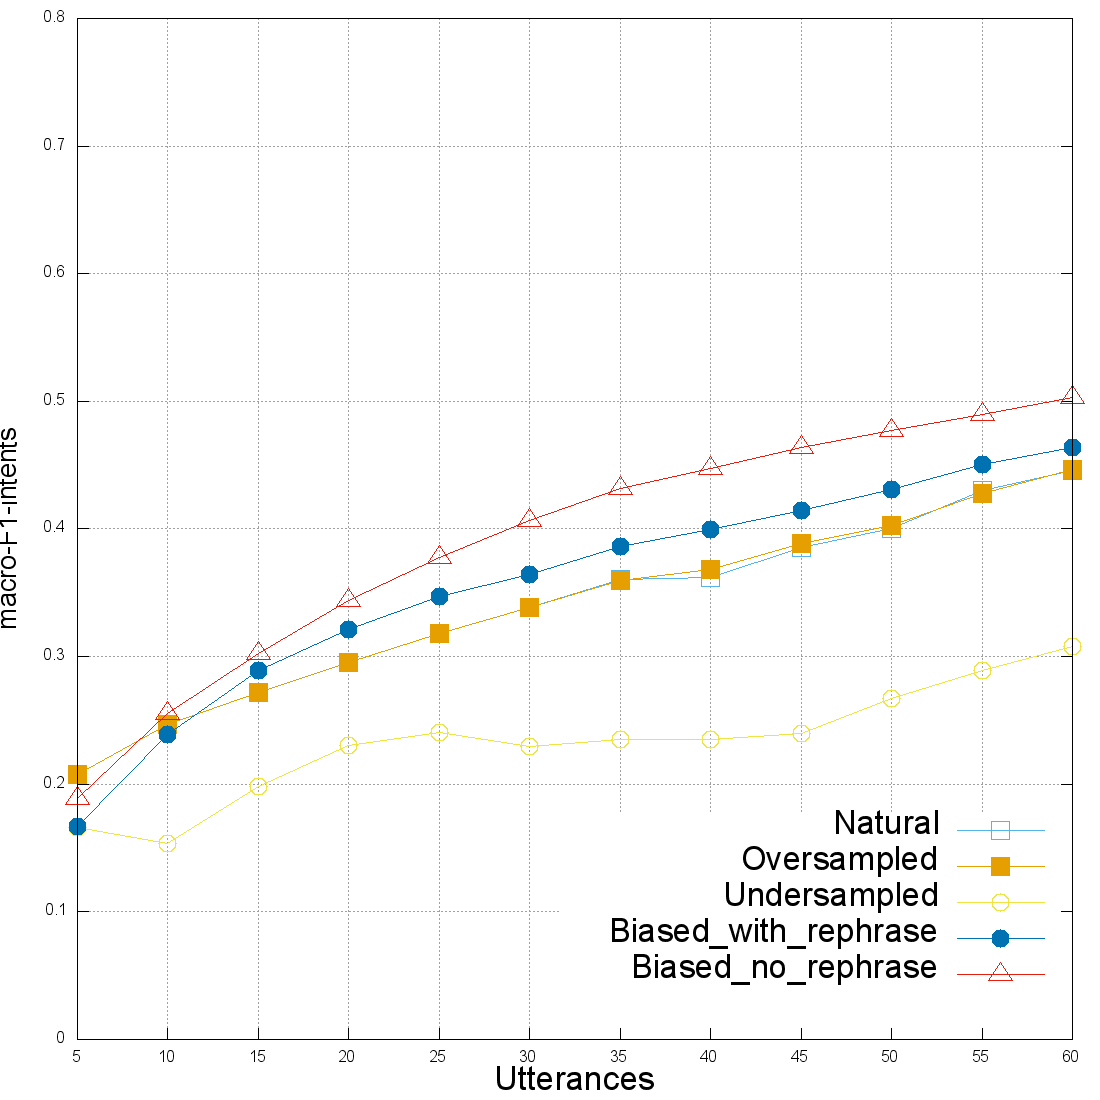 0.8
0.7
0.6
0.5
0.4
0.3
0.2
0.1
0
macro-F1-intents
5 10 15 20 25 30 35 40 45 50 55 60
Utterances
Natural
Oversampled
Undersampled
Biased_with_rephrase
Biased_no_rephrase